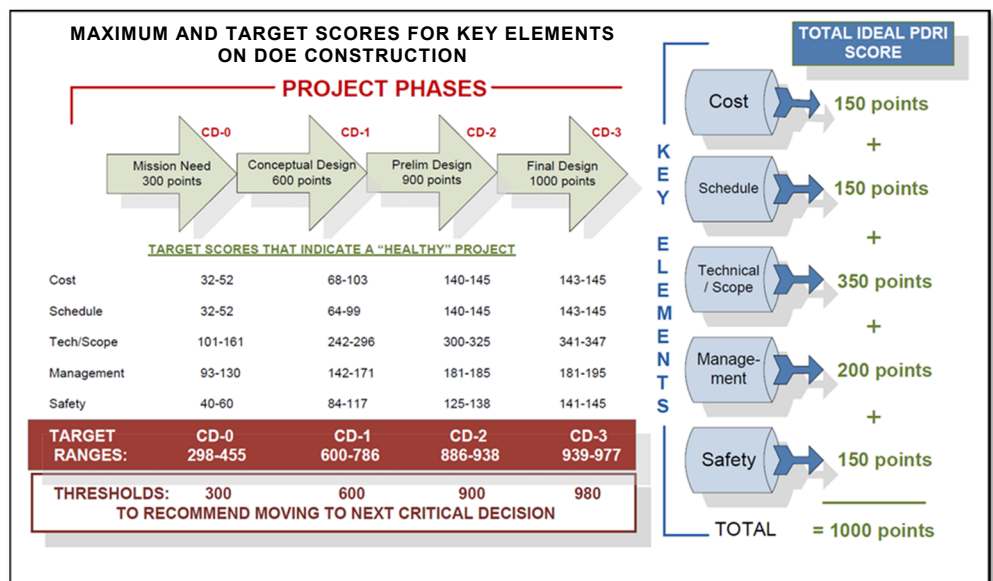 MAXIMUM AND TARGET SCORES FOR KEY ELEMENTS
ON DOE CONSTRUCTION
PROJECT PHASES
CD-0
CD-1
CD-2
CD-3
Mission Need
300 points
Conceptual Design
600 points
Prelim Design
900 points
Final Design
1000 points
TARGET SCORES THAT INDICATE A “HEALTHY” PROJECT
Cost 32-52 68-103 140-145 143-145
Schedule 32-52 64-99 140-145 143-145
Tech/Scope 101-161 242-296 300-325 341-347
Management 93-130 142-171 181-185 181-195
Safety 40-60 84-117 125-138 141-145
TARGET CD-0 CD-1 CD-2 CD-3
RANGES: 298-455 600-786 886-938 939-977
THRESHOLDS: 300 600 900 980
TO RECOMMEND MOVING TO NEXT CRITICAL DECISION
KEY ELEMENTS
TOTAL IDEAL PDRI
SCORE
Cost
150 points
+
Schedule
150 points
+
Technical
/ Scope
350 points
+
Manage-
ment
200 points
+
Safety
150 points
TOTAL = 1000 points